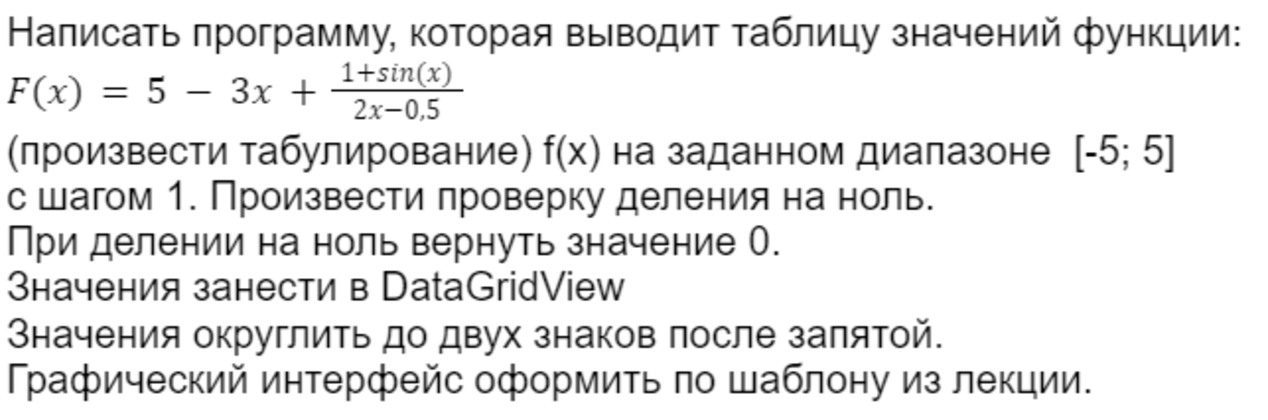 Написать программу, которая выводит таблицу значений функции:
F(x) = 5 − 3x + \frac{1+sin(x)}{2x−0,5}
(произвести табулирование) f(x) на заданном диапазоне [-5; 5]
с шагом 1. Произвести проверку деления на ноль.
При делении на ноль вернуть значение 0.
Значения занести в DataGridView
Значения округлить до двух знаков после запятой.
Графический интерфейс оформить по шаблону из лекции.